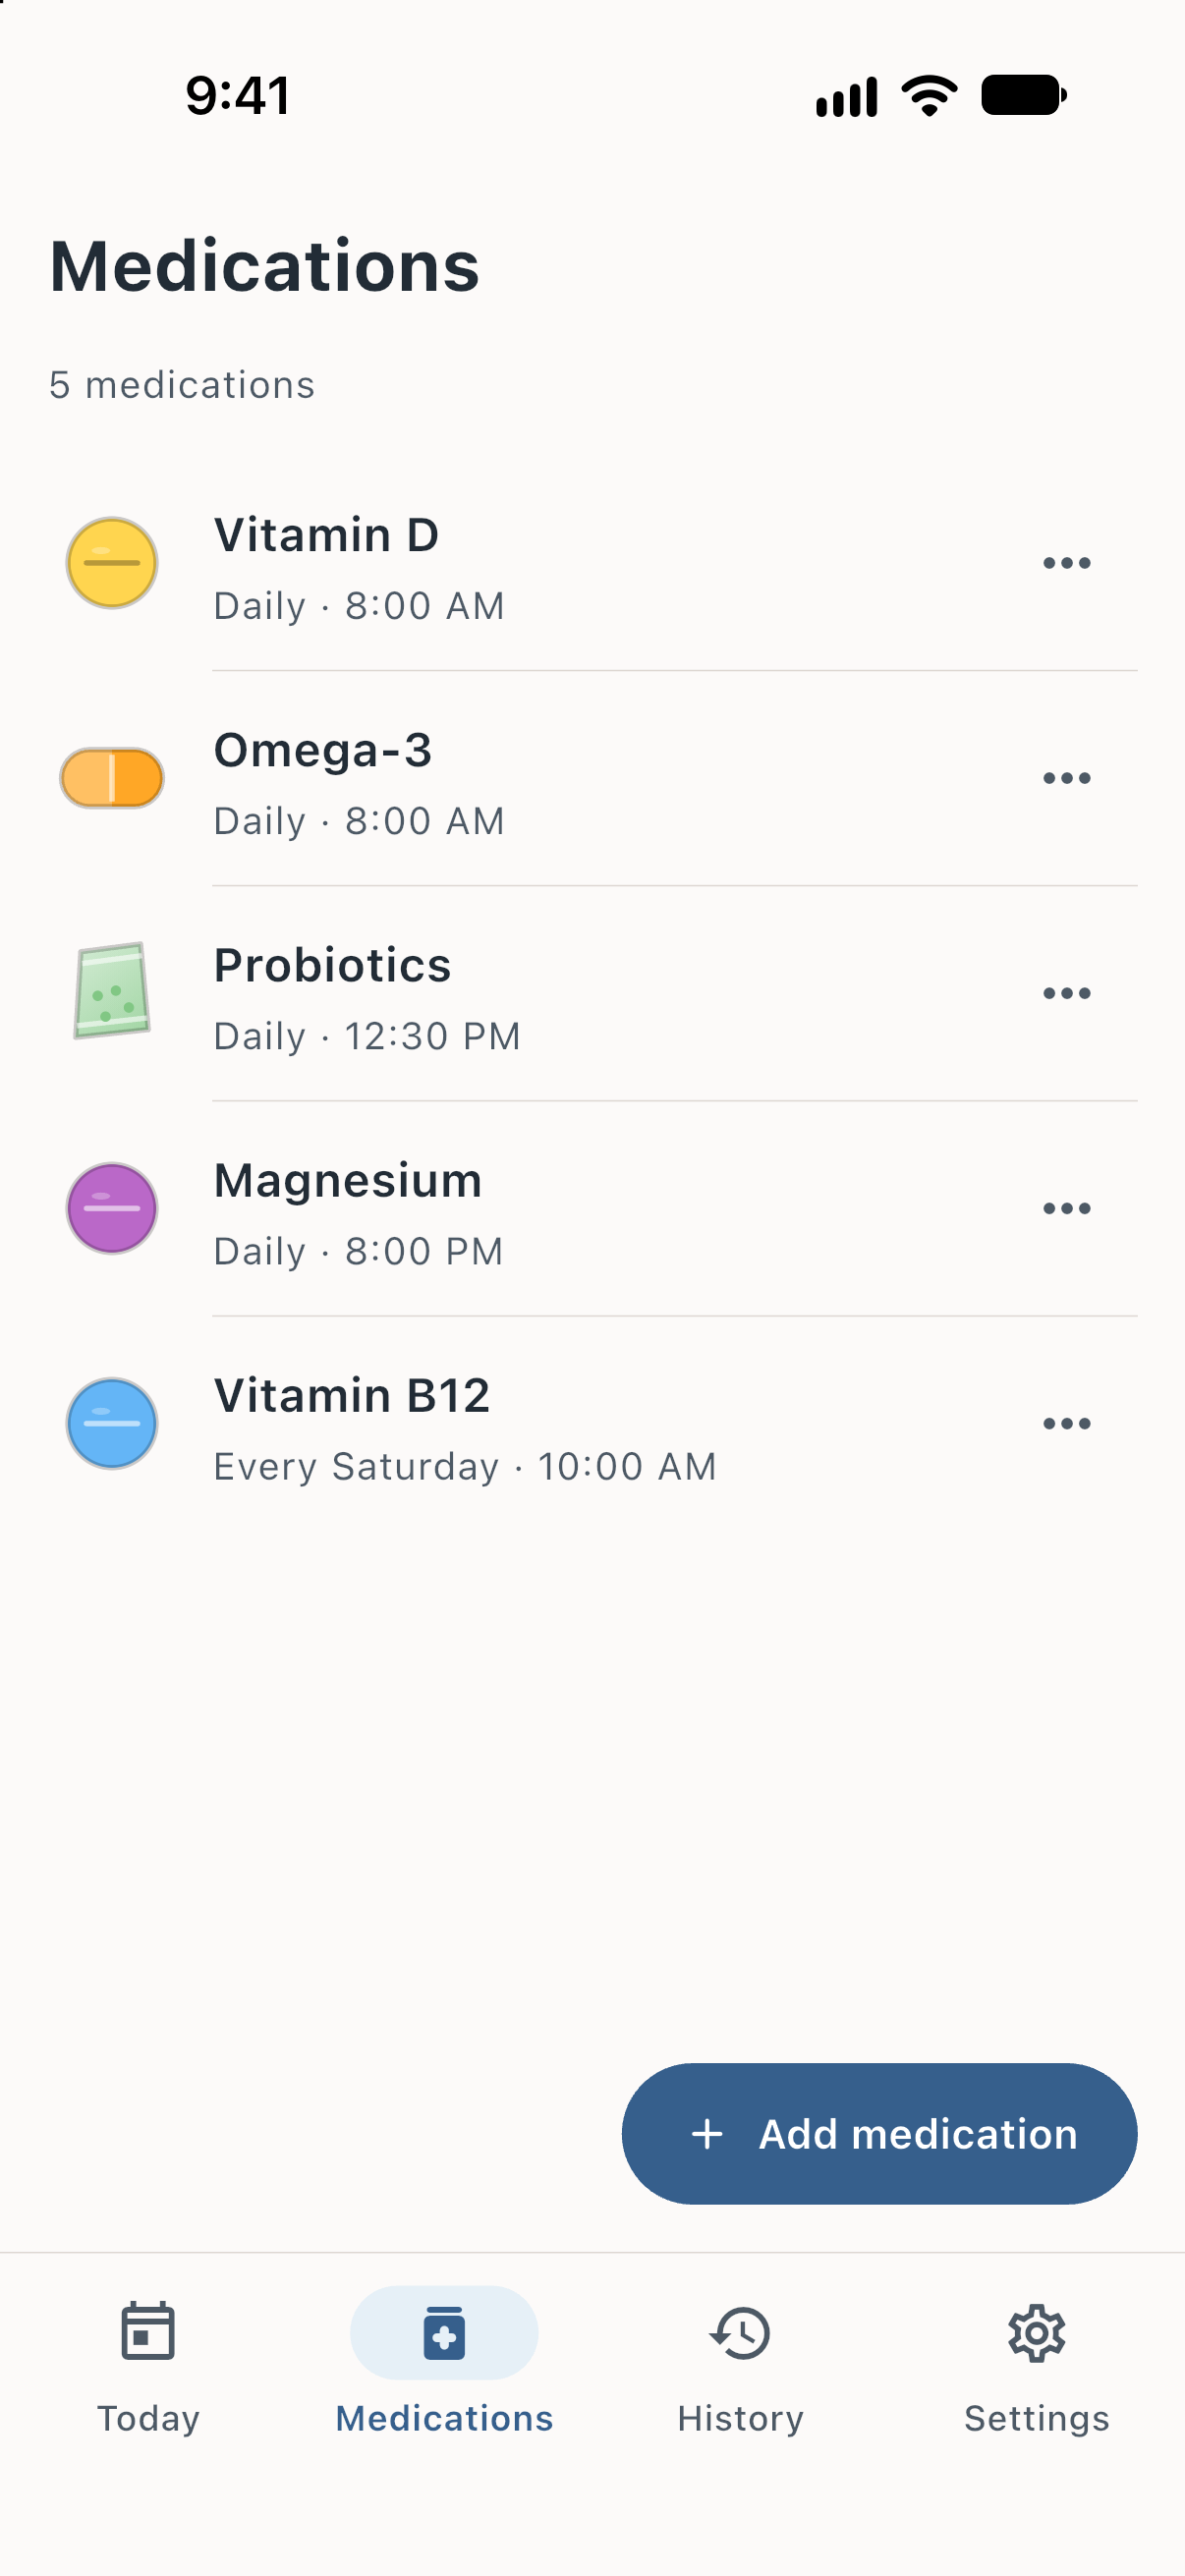 9:41
Medications
5 medications
Vitamin D
Daily · 8:00 AM
Omega-3
Daily · 8:00 AM
Probiotics
Daily · 12:30 PM
Magnesium
Daily · 8:00 PM
Vitamin B12
Every Saturday · 10:00 AM
+ Add medication
Today Medications History Settings